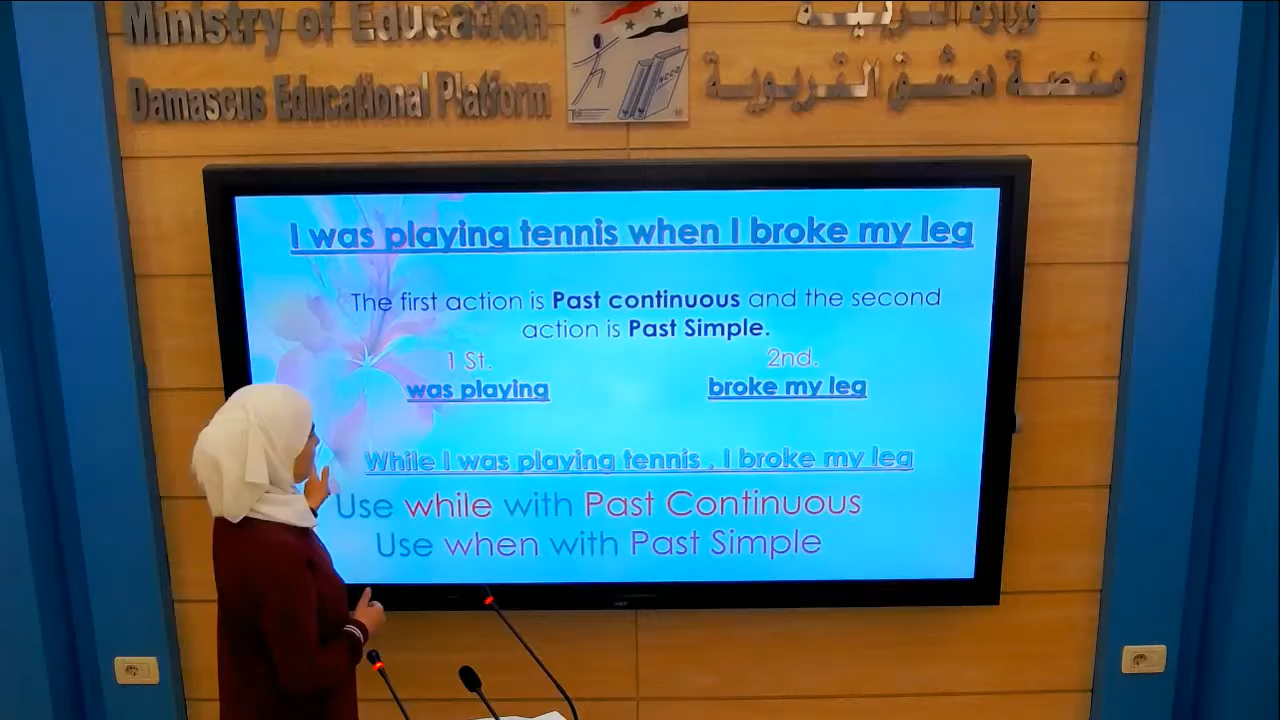 Ministry of Education
وزارة التربية
Damascus Educational Platform
منصة دمشق التربوية
I was playing tennis when I broke my leg
The first action is Past continuous and the second
action is Past Simple.
1 St. 2nd.
was playing broke my leg
While I was playing tennis , I broke my leg
Use while with Past Continuous
Use when with Past Simple